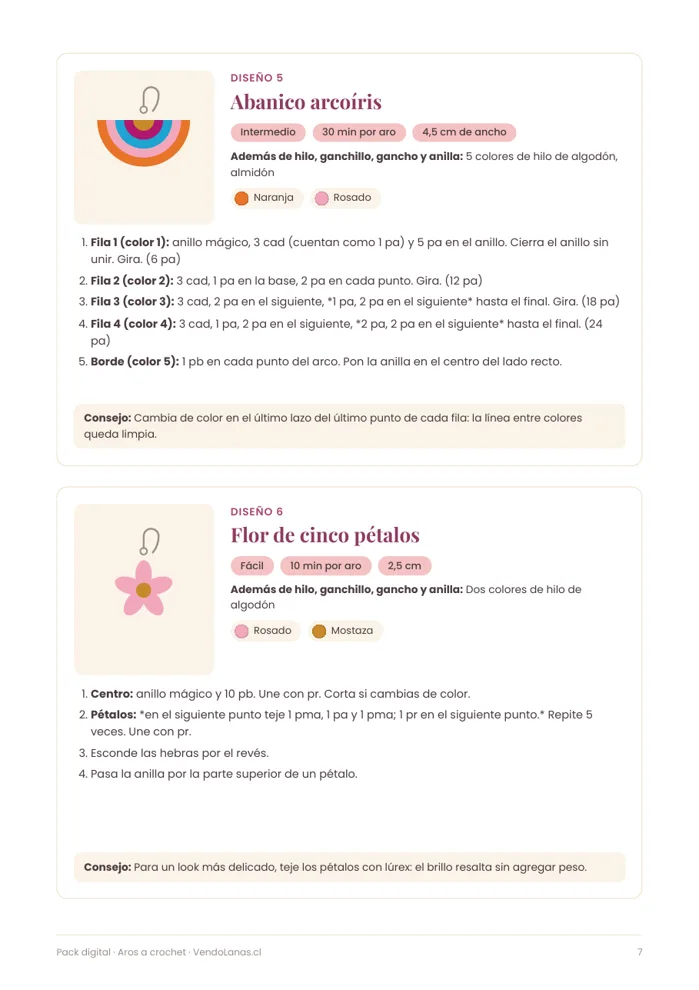 DISEÑO 5
Abanico arcoíris
Intermedio 30 min por aro 4,5 cm de ancho
Además de hilo, ganchillo, gancho y anilla: 5 colores de hilo de algodón,
almidón
Naranja Rosado
1. Fila 1 (color 1): anillo mágico, 3 cad (cuentan como 1 pa) y 5 pa en el anillo. Cierra el anillo sin
unir. Gira. (6 pa)
2. Fila 2 (color 2): 3 cad, 1 pa en la base, 2 pa en cada punto. Gira. (12 pa)
3. Fila 3 (color 3): 3 cad, 2 pa en el siguiente, *1 pa, 2 pa en el siguiente* hasta el final. Gira. (18 pa)
4. Fila 4 (color 4): 3 cad, 1 pa, 2 pa en el siguiente, *2 pa, 2 pa en el siguiente* hasta el final. (24
pa)
5. Borde (color 5): 1 pb en cada punto del arco. Pon la anilla en el centro del lado recto.
Consejo: Cambia de color en el último lazo del último punto de cada fila: la línea entre colores
queda limpia.
DISEÑO 6
Flor de cinco pétalos
Fácil 10 min por aro 2,5 cm
Además de hilo, ganchillo, gancho y anilla: Dos colores de hilo de
algodón
Rosado Mostaza
1. Centro: anillo mágico y 10 pb. Une con pr. Corta si cambias de color.
2. Pétalos: *en el siguiente punto teje 1 pma, 1 pa y 1 pma; 1 pr en el siguiente punto.* Repite 5
veces. Une con pr.
3. Esconde las hebras por el revés.
4. Pasa la anilla por la parte superior de un pétalo.
Consejo: Para un look más delicado, teje los pétalos con lúrex: el brillo resalta sin agregar peso.
Pack digital · Aros a crochet · VendoLanas.cl 7